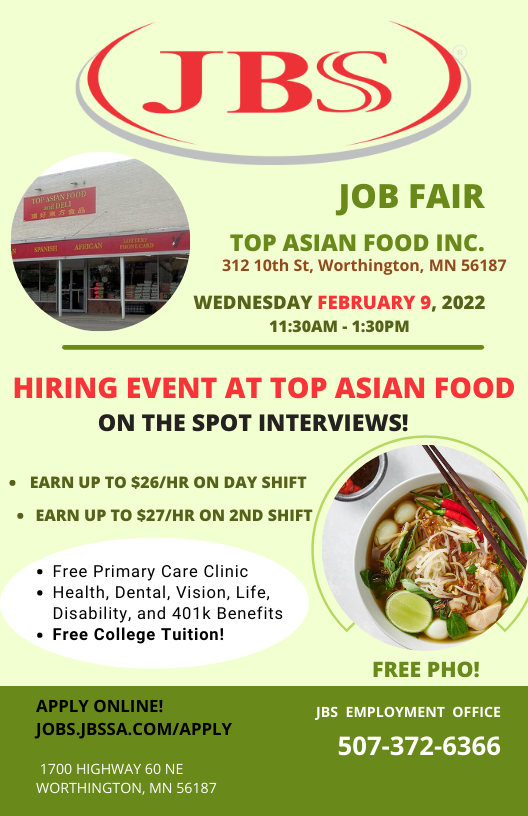 JBS
JOB FAIR
TOP ASIAN FOOD INC.
312 10th St, Worthington, MN 56187
WEDNESDAY FEBRUARY 9, 2022
11:30AM - 1:30PM
TOP ASIAN FOOD
and DELI
SPANISH
AFRICAN
HIRING EVENT AT TOP ASIAN FOOD
ON THE SPOT INTERVIEWS!
• EARN UP TO $26/HR ON DAY SHIFT
• EARN UP TO $27/HR ON 2ND SHIFT
• Free Primary Care Clinic
• Health, Dental, Vision, Life,
Disability, and 401k Benefits
• Free College Tuition!
FREE PHO!
APPLY ONLINE!
JOBS.JBSSA.COM/APPLY
1700 HIGHWAY 60 NE
WORTHINGTON, MN 56187
JBS EMPLOYMENT OFFICE
507-372-6366